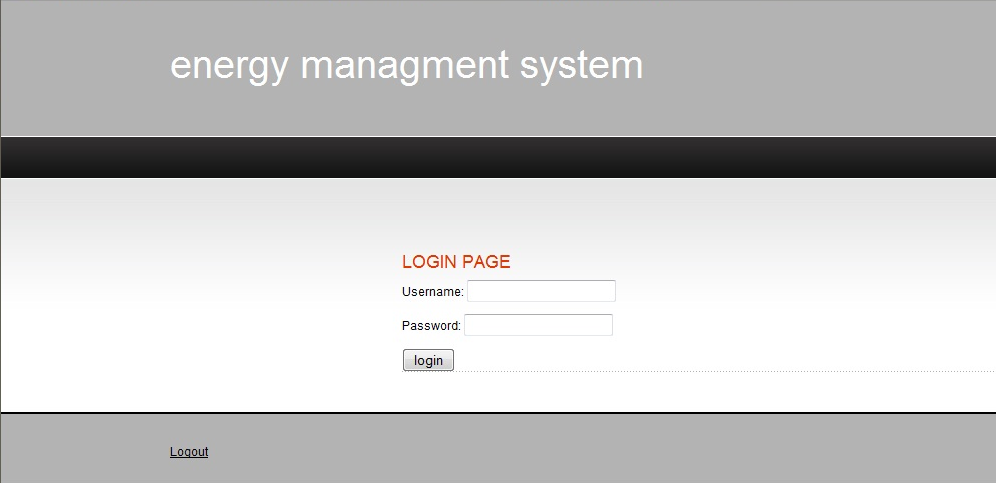 energy managment system
LOGIN PAGE
Username:
Password:
login
Logout